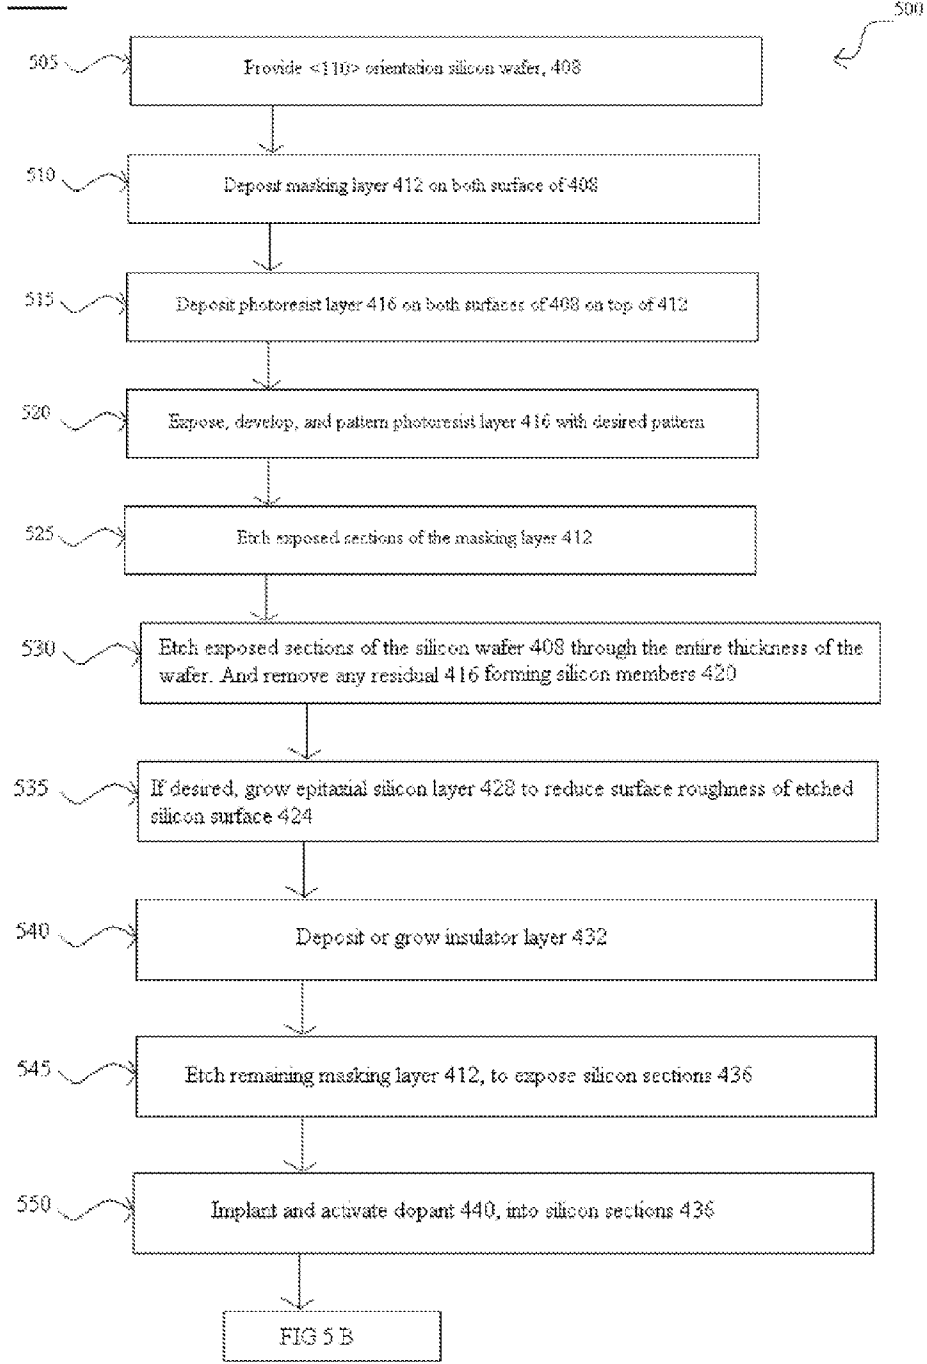 500
505
Provide <110> orientation silicon wafer, 408
510
Deposit masking layer 412 on both surface of 408
515
Deposit photoresist layer 416 on both surfaces of 408 on top of 412
520
Expose, develop, and pattern photoresist layer 416 with desired pattern
525
Etch exposed sections of the masking layer 412
530
Etch exposed sections of the silicon wafer 408 through the entire thickness of the
wafer. And remove any residual 416 forming silicon members 420
535
If desired, grow epitaxial silicon layer 428 to reduce surface roughness of etched
silicon surface 424
540
Deposit or grow insulator layer 432
545
Etch remaining masking layer 412, to expose silicon sections 436
550
Implant and activate dopant 440, into silicon sections 436
FIG 5 B